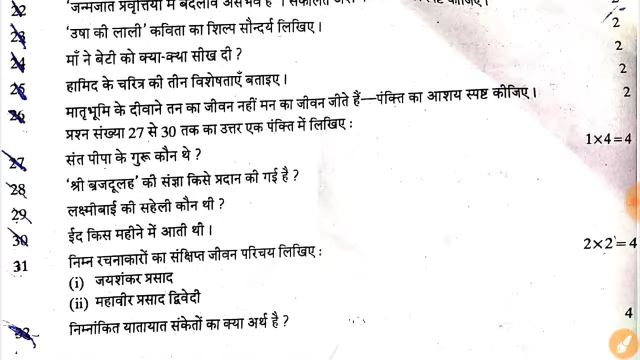 22 'जन्मजात प्रवृत्तियों में बदलाव असंभव है'
23 'उषा की लाली' कविता का शिल्प सौन्दर्य लिखिए। 2
24 माँ ने बेटी को क्या-क्या सीख दी ? 2
25 हामिद के चरित्र की तीन विशेषताएँ बताइए। 2
26 मातृभूमि के दीवाने तन का जीवन नहीं मन का जीवन जीते हैं—पंक्ति का आशय स्पष्ट कीजिए। 2
प्रश्न संख्या 27 से 30 तक का उत्तर एक पंक्ति में लिखिए : 1×4=4
27 संत पीपा के गुरू कौन थे ?
28 'श्री ब्रजदूलह' की संज्ञा किसे प्रदान की गई है ?
29 लक्ष्मीबाई की सहेली कौन थी ?
30 ईद किस महीने में आती थी।
31 निम्न रचनाकारों का संक्षिप्त जीवन परिचय लिखिए : 2×2=4
(i) जयशंकर प्रसाद
(ii) महावीर प्रसाद द्विवेदी
निम्नांकित यातायात संकेतों का क्या अर्थ है ? 4